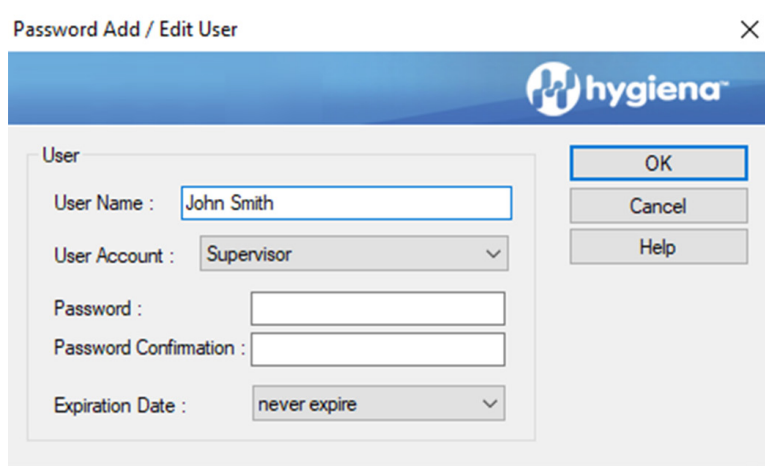 Password Add / Edit User
hygiena™
User
User Name : John Smith
User Account : Supervisor
Password :
Password Confirmation :
Expiration Date : never expire
OK
Cancel
Help